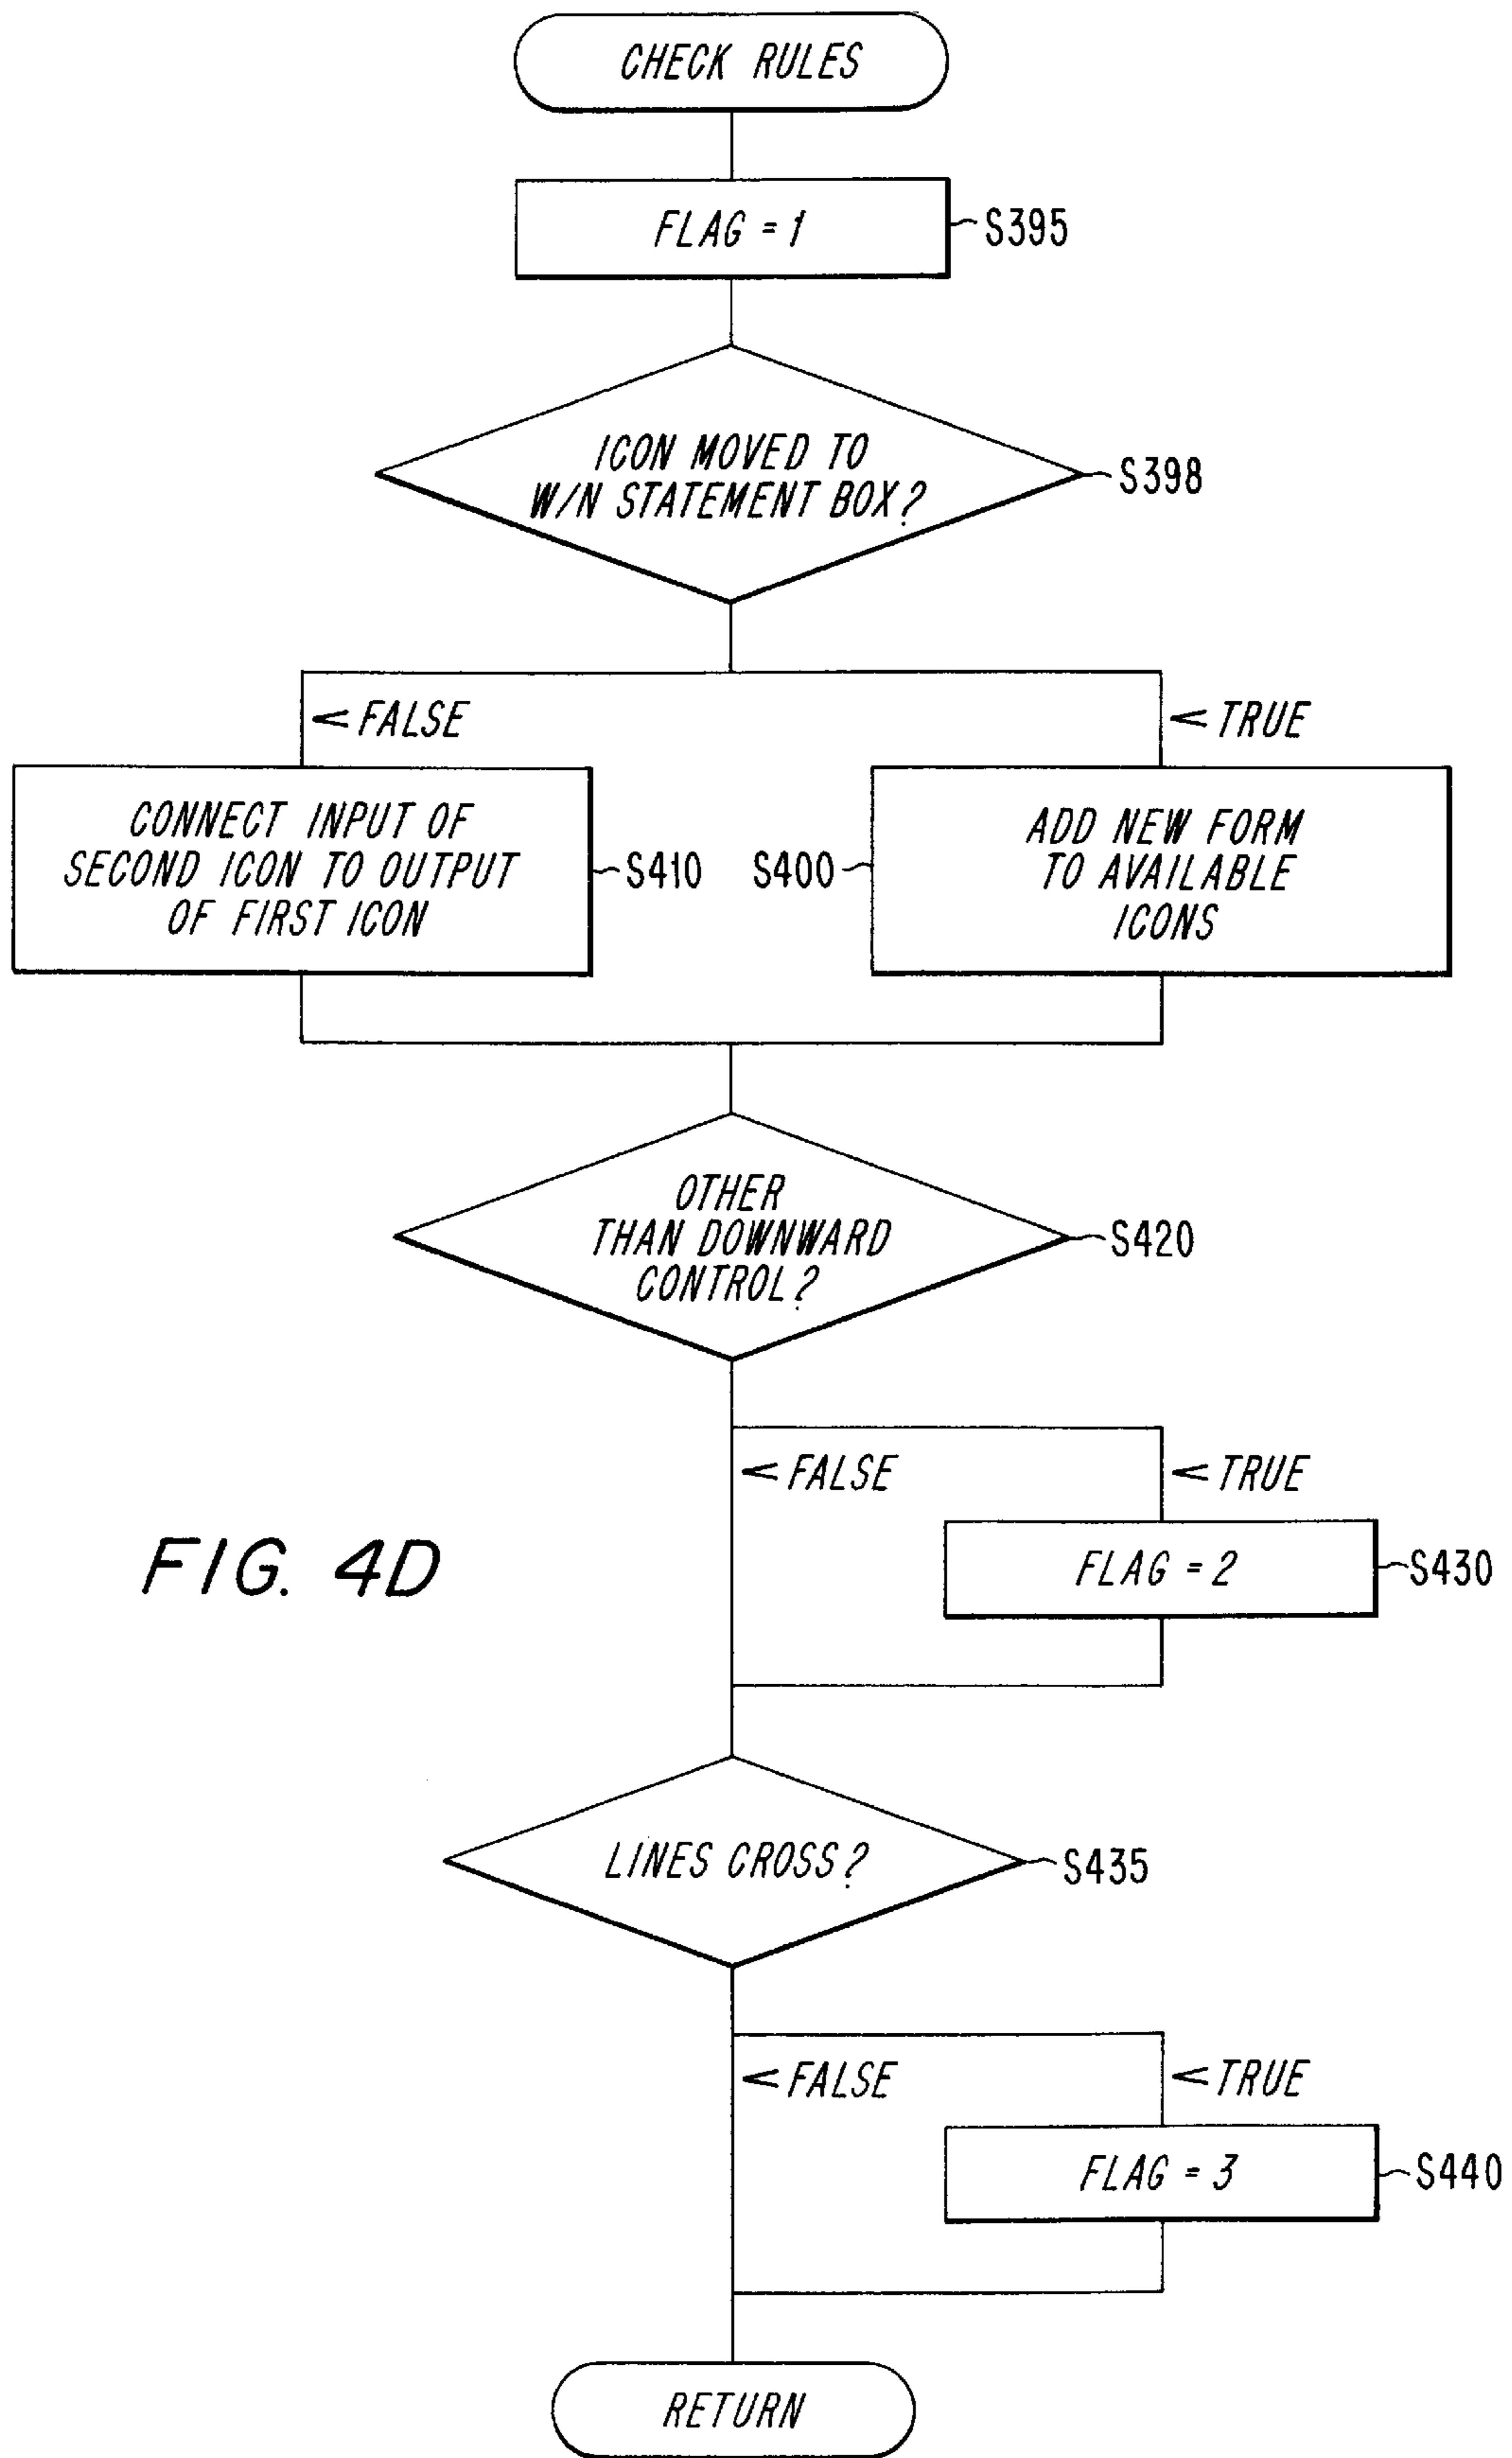 CHECK RULES
FLAG = 1
S395
ICON MOVED TO
W/N STATEMENT BOX?
S398
< FALSE
< TRUE
CONNECT INPUT OF
SECOND ICON TO OUTPUT
OF FIRST ICON
S410
S400
ADD NEW FORM
TO AVAILABLE
ICONS
OTHER
THAN DOWNWARD
CONTROL?
S420
< FALSE
< TRUE
FLAG = 2
S430
FIG. 4D
LINES CROSS?
S435
< FALSE
< TRUE
FLAG = 3
S440
RETURN